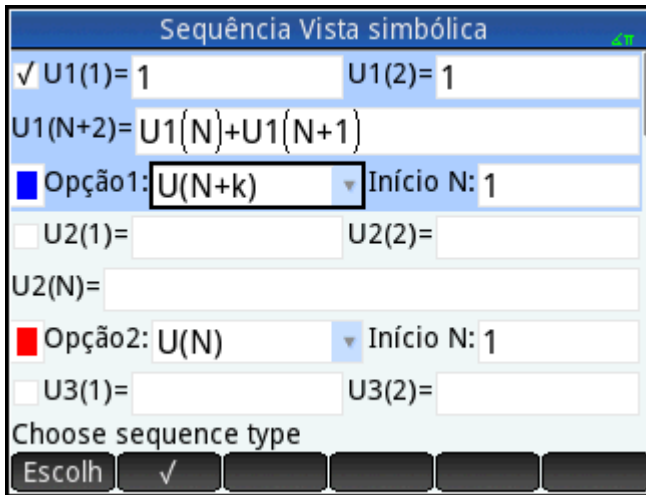 Sequência Vista simbólica
∠π
√ U1(1)= 1 U1(2)= 1
U1(N+2)= U1(N)+U1(N+1)
Opção1: U(N+k) Início N: 1
U2(1)= U2(2)=
U2(N)=
Opção2: U(N) Início N: 1
U3(1)= U3(2)=
Choose sequence type
Escolh √